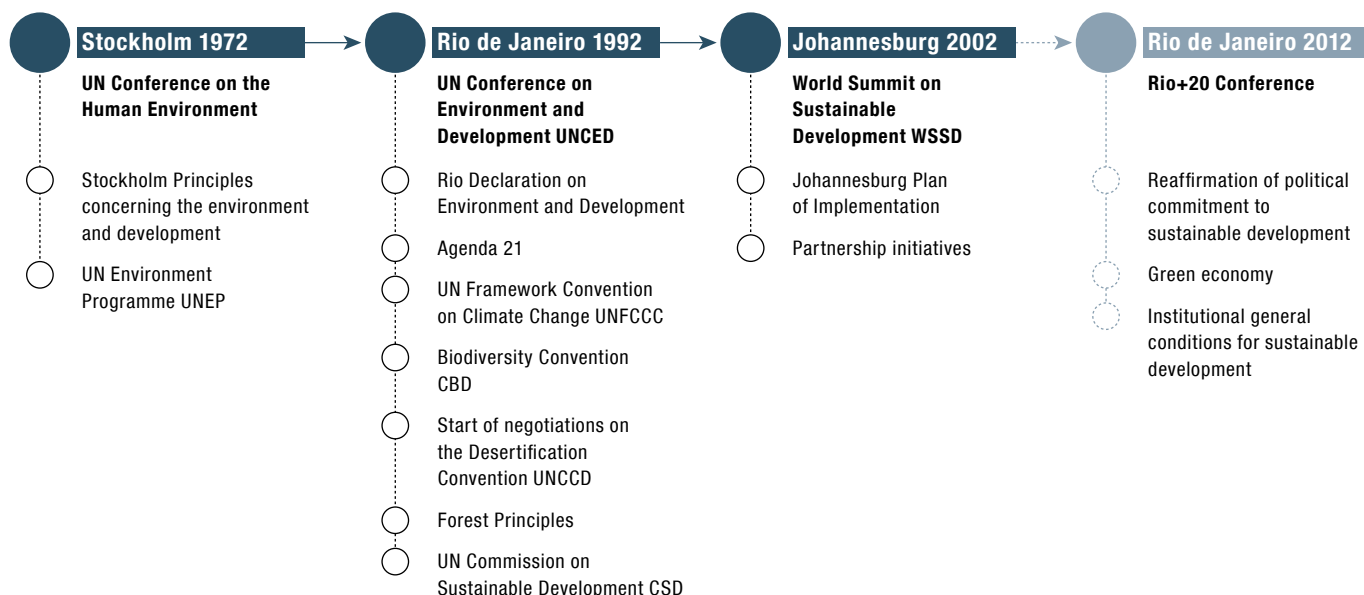 Stockholm 1972
UN Conference on the
Human Environment
Stockholm Principles
concerning the environment
and development
UN Environment
Programme UNEP
Rio de Janeiro 1992
UN Conference on
Environment and
Development UNCED
Rio Declaration on
Environment and Development
Agenda 21
UN Framework Convention
on Climate Change UNFCCC
Biodiversity Convention
CBD
Start of negotiations on
the Desertification
Convention UNCCD
Forest Principles
UN Commission on
Sustainable Development CSD
Johannesburg 2002
World Summit on
Sustainable
Development WSSD
Johannesburg Plan
of Implementation
Partnership initiatives
Rio de Janeiro 2012
Rio+20 Conference
Reaffirmation of political
commitment to
sustainable development
Green economy
Institutional general
conditions for sustainable
development